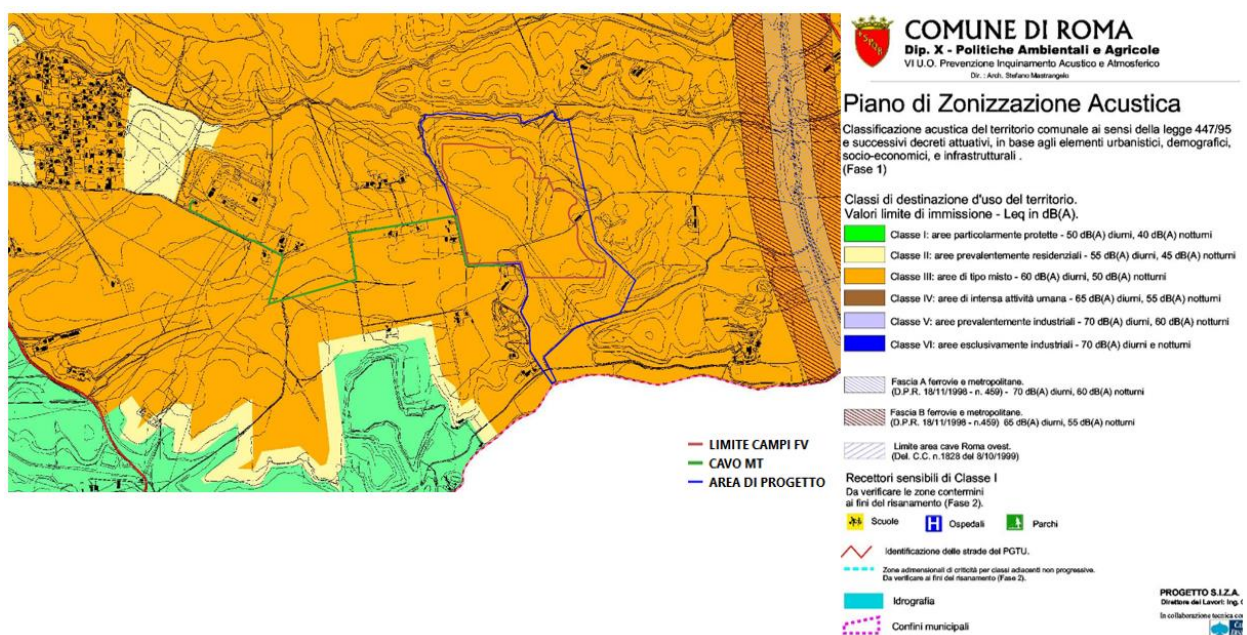 COMUNE DI ROMA
Dip. X - Politiche Ambientali e Agricole
VI U.O. Prevenzione Inquinamento Acustico e Atmosferico
Dir. : Arch. Stefano Mastrangelo
Piano di Zonizzazione Acustica
Classificazione acustica del territorio comunale ai sensi della legge 447/95
e successivi decreti attuativi, in base agli elementi urbanistici, demografici,
socio-economici, e infrastrutturali .
(Fase 1)
Classi di destinazione d'uso del territorio.
Valori limite di immissione - Leq in dB(A).
Classe I: aree particolarmente protette - 50 dB(A) diurni, 40 dB(A) notturni
Classe II: aree prevalentemente residenziali - 55 dB(A) diurni, 45 dB(A) notturni
Classe III: aree di tipo misto - 60 dB(A) diurni, 50 dB(A) notturni
Classe IV: aree di intensa attività umana - 65 dB(A) diurni, 55 dB(A) notturni
Classe V: aree prevalentemente industriali - 70 dB(A) diurni, 60 dB(A) notturni
Classe VI: aree esclusivamente industriali - 70 dB(A) diurni e notturni
Fascia A ferrovie e metropolitane.
(D.P.R. 18/11/1998 - n. 459) - 70 dB(A) diurni, 60 dB(A) notturni
Fascia B ferrovie e metropolitane.
(D.P.R. 18/11/1998 - n.459) 65 dB(A) diurni, 55 dB(A) notturni
Limite area cave Roma ovest.
(Del. C.C. n.1828 del 8/10/1999)
Recettori sensibili di Classe I
Da verificare le zone contermini
ai fini del risanamento (Fase 2).
Scuole
H Ospedali
Parchi
Identificazione delle strade del PGTU.
Zone admensionali di criticità per classi adiacenti non progressive.
Da verificare ai fini del risanamento (Fase 2).
Idrografia
Confini municipali
LIMITE CAMPI FV
CAVO MT
AREA DI PROGETTO
PROGETTO S.I.Z.A.
Direttore dei Lavori: Ing.
In collaborazione tecnica